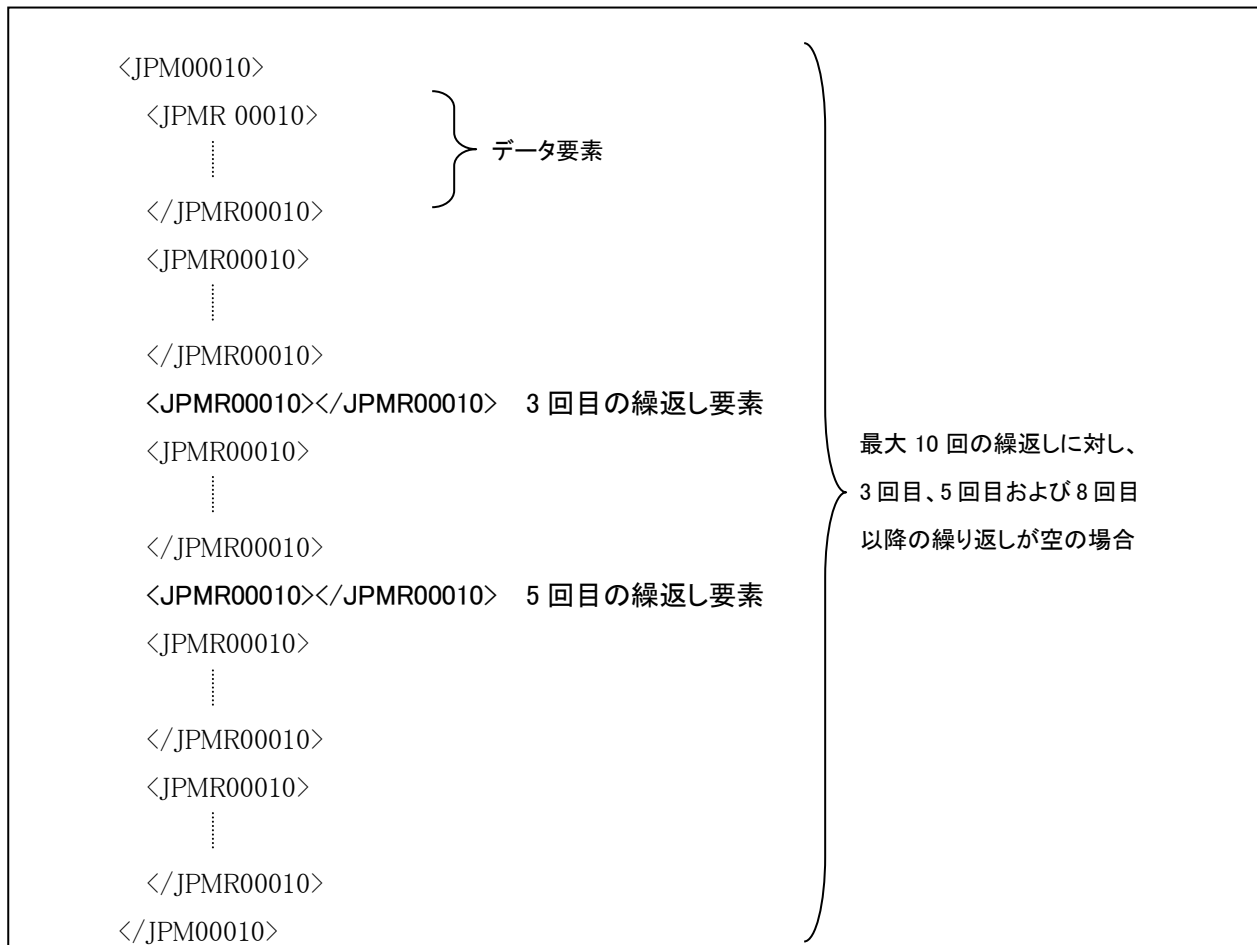 <JPM00010>
<JPMR 00010>
データ要素
</JPMR00010>
<JPMR00010>
</JPMR00010>
<JPMR00010></JPMR00010> 3 回目の繰返し要素
<JPMR00010>
</JPMR00010>
<JPMR00010></JPMR00010> 5 回目の繰返し要素
<JPMR00010>
</JPMR00010>
<JPMR00010>
</JPMR00010>
</JPM00010>
最大 10 回の繰返しに対し、
3 回目、5 回目および 8 回目
以降の繰り返しが空の場合